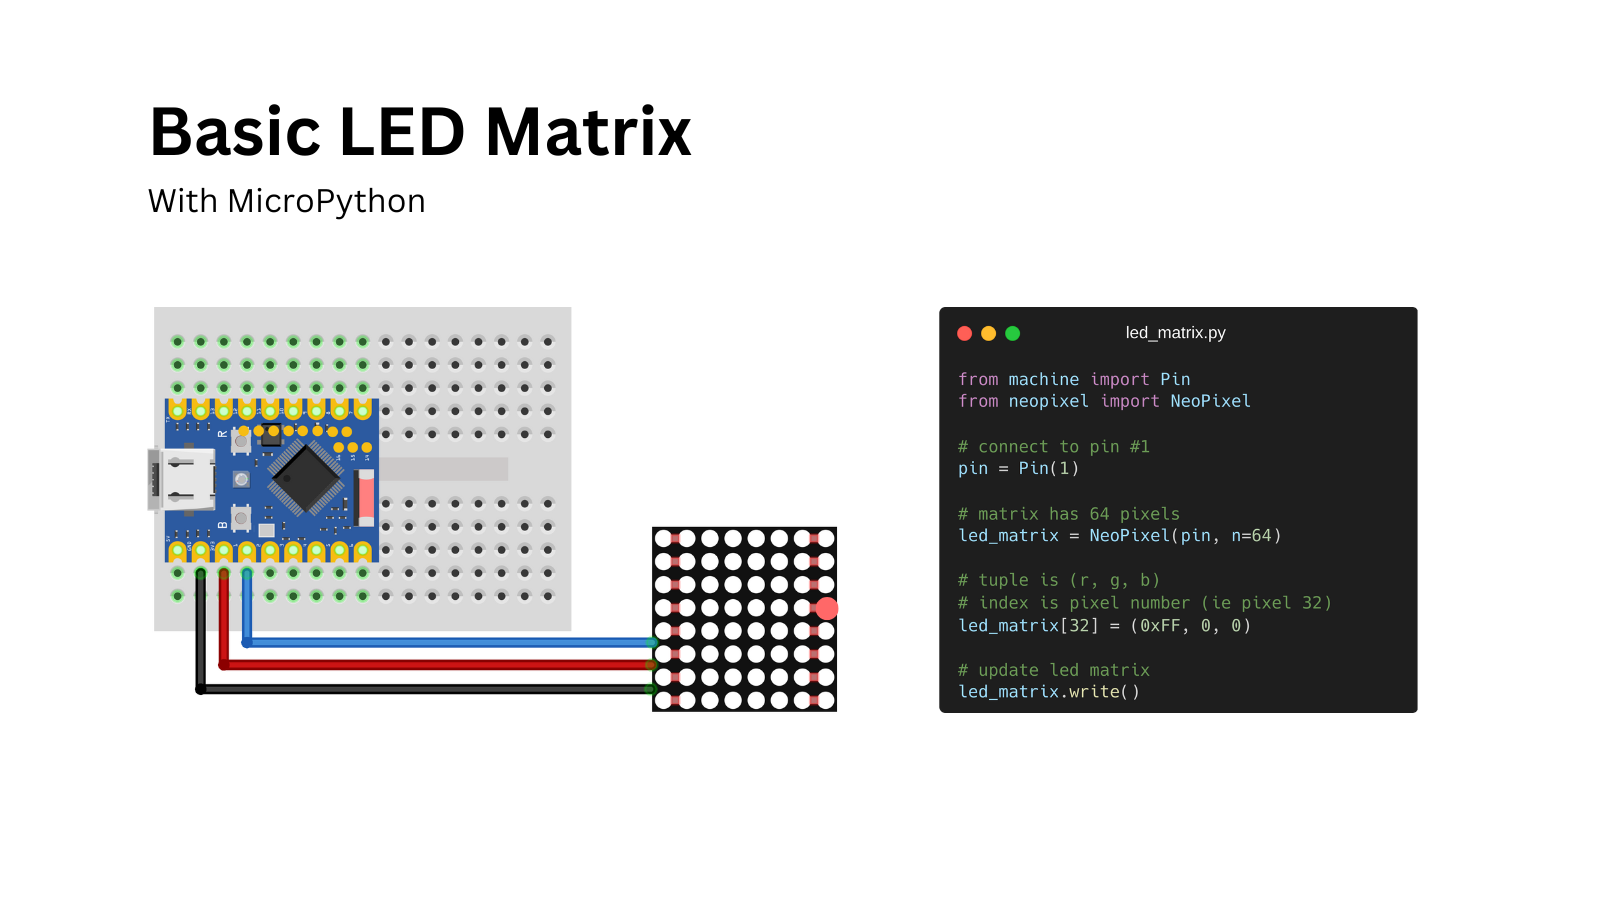 Basic LED Matrix
With MicroPython
R
B
led_matrix.py
from machine import Pin
from neopixel import NeoPixel
# connect to pin #1
pin = Pin(1)
# matrix has 64 pixels
led_matrix = NeoPixel(pin, n=64)
# tuple is (r, g, b)
# index is pixel number (ie pixel 32)
led_matrix[32] = (0xFF, 0, 0)
# update led matrix
led_matrix.write()